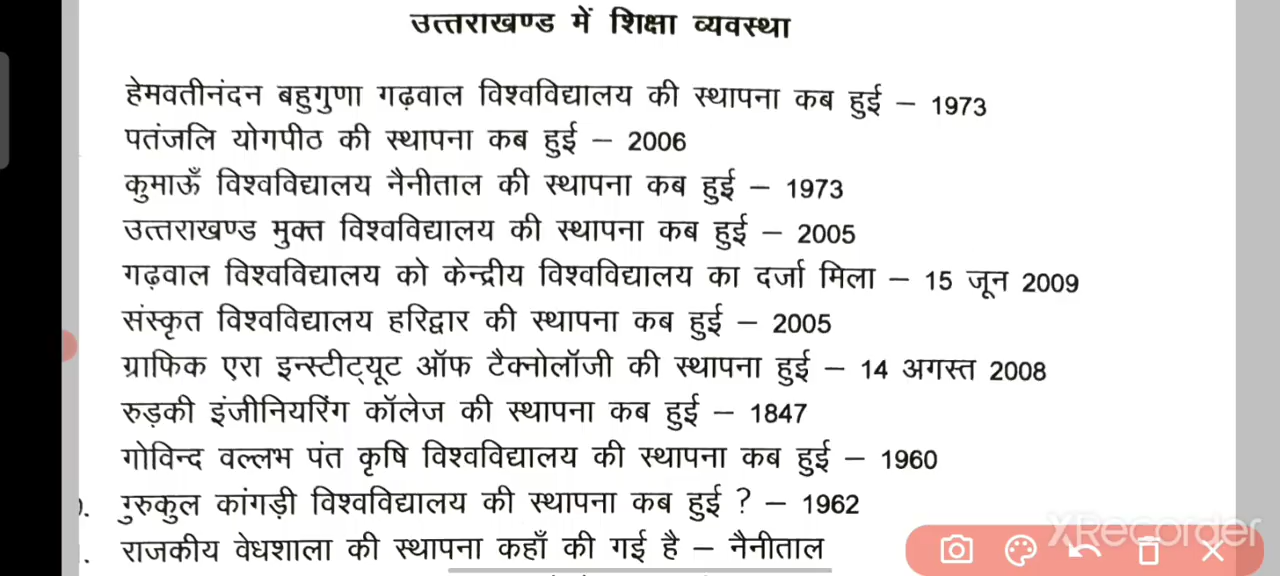 उत्तराखण्ड में शिक्षा व्यवस्था
हेमवतीनंदन बहुगुणा गढ़वाल विश्वविद्यालय की स्थापना कब हुई – 1973
पतंजलि योगपीठ की स्थापना कब हुई – 2006
कुमाऊँ विश्वविद्यालय नैनीताल की स्थापना कब हुई – 1973
उत्तराखण्ड मुक्त विश्वविद्यालय की स्थापना कब हुई – 2005
गढ़वाल विश्वविद्यालय को केन्द्रीय विश्वविद्यालय का दर्जा मिला – 15 जून 2009
संस्कृत विश्वविद्यालय हरिद्वार की स्थापना कब हुई – 2005
ग्राफिक एरा इन्स्टीट्यूट ऑफ टैक्नोलॉजी की स्थापना हुई – 14 अगस्त 2008
रुड़की इंजीनियरिंग कॉलेज की स्थापना कब हुई – 1847
गोविन्द वल्लभ पंत कृषि विश्वविद्यालय की स्थापना कब हुई – 1960
गुरुकुल कांगड़ी विश्वविद्यालय की स्थापना कब हुई ? – 1962
राजकीय वेधशाला की स्थापना कहाँ की गई है – नैनीताल
XRecorder